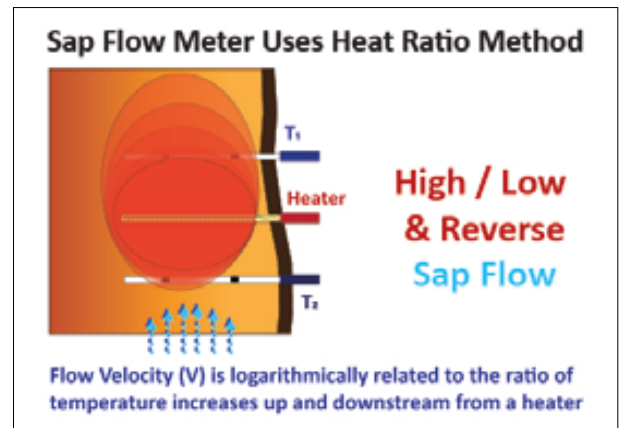 Sap Flow Meter Uses Heat Ratio Method
T₁
Heater
High / Low
& Reverse
Sap Flow
T₂
Flow Velocity (V) is logarithmically related to the ratio of
temperature increases up and downstream from a heater